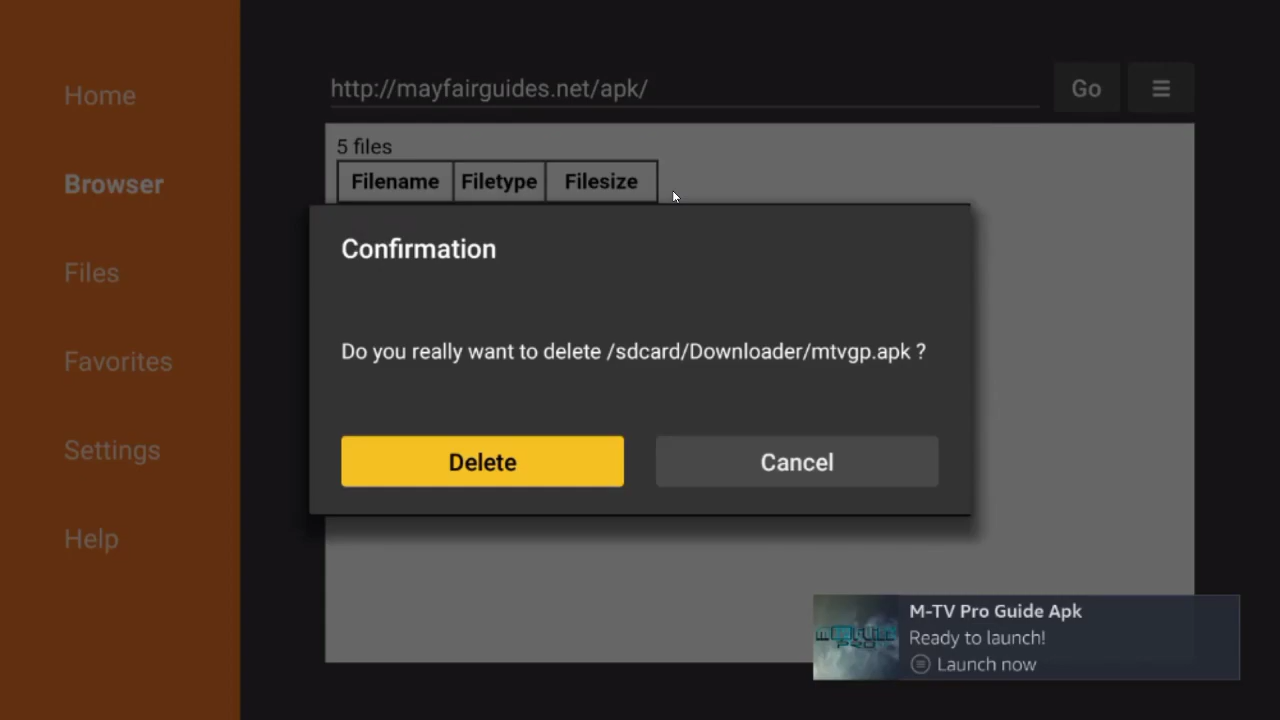 Home
Browser
Files
Favorites
Settings
Help
http://mayfairguides.net/apk/
Go
5 files
Filename Filetype Filesize
Confirmation
Do you really want to delete /sdcard/Downloader/mtvgp.apk ?
Delete
Cancel
M-TV Pro Guide Apk
Ready to launch!
Launch now